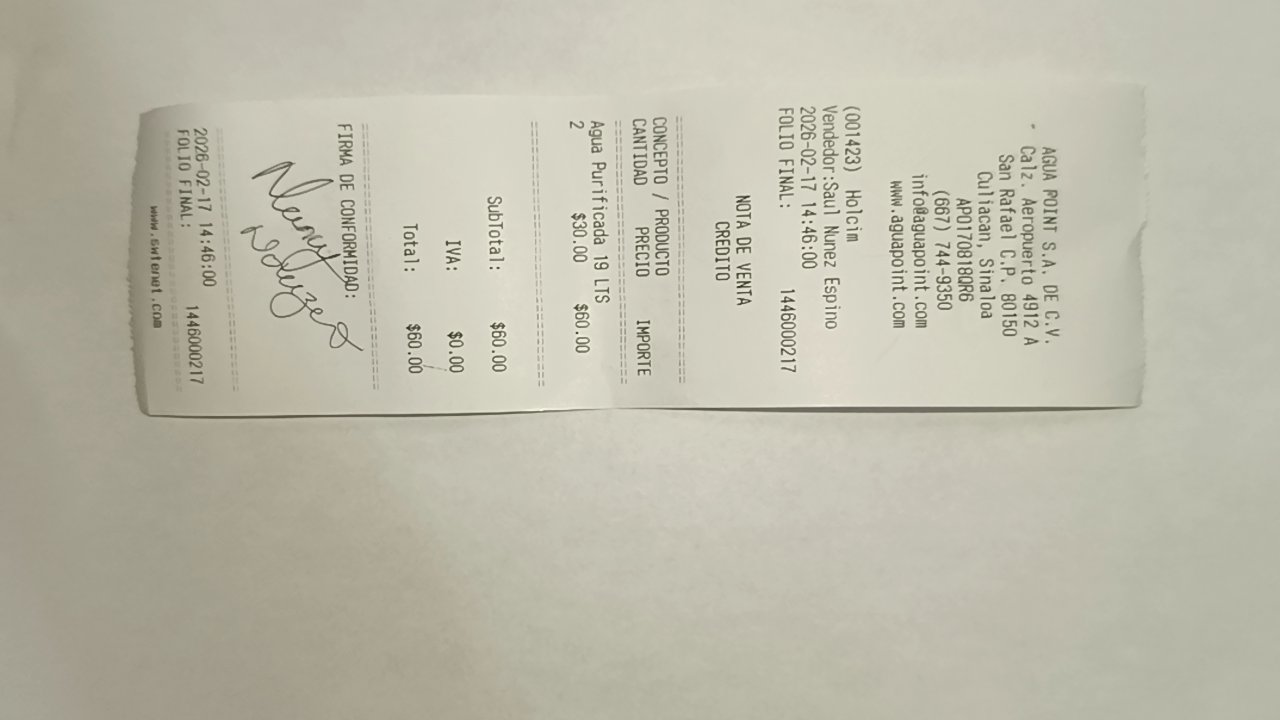 AGUA POINT S.A. DE C.V.
Calz. Aeropuerto 4912 A
San Rafael C.P. 80150
Culiacan, Sinaloa
APO170818QR6
(667) 744-9350
info@aguapoint.com
www.aguapoint.com
(001423) Holcim
Vendedor:Saul Nunez Espino
2026-02-17 14:46:00
FOLIO FINAL: 1446000217
NOTA DE VENTA
CREDITO
CONCEPTO / PRODUCTO
CANTIDAD PRECIO IMPORTE
Agua Purificada 19 LTS
2 $30.00 $60.00
SubTotal: $60.00
IVA: $0.00
Total: $60.00
FIRMA DE CONFORMIDAD:
Nancy
2026-02-17 14:46:00
FOLIO FINAL: 1446000217
www.swtenet.com